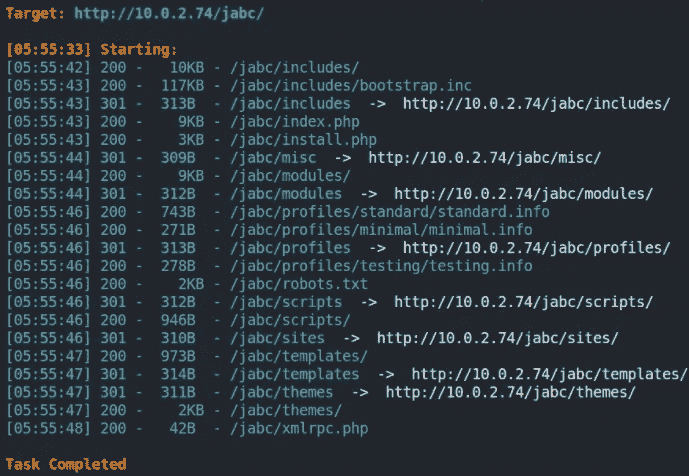 Target: http://10.0.2.74/jabc/
[05:55:33] Starting:
[05:55:42] 200 - 10KB - /jabc/includes/
[05:55:43] 200 - 117KB - /jabc/includes/bootstrap.inc
[05:55:43] 301 - 313B - /jabc/includes -> http://10.0.2.74/jabc/includes/
[05:55:43] 200 - 9KB - /jabc/index.php
[05:55:43] 200 - 3KB - /jabc/install.php
[05:55:44] 301 - 309B - /jabc/misc -> http://10.0.2.74/jabc/misc/
[05:55:44] 200 - 9KB - /jabc/modules/
[05:55:44] 301 - 312B - /jabc/modules -> http://10.0.2.74/jabc/modules/
[05:55:46] 200 - 743B - /jabc/profiles/standard/standard.info
[05:55:46] 200 - 271B - /jabc/profiles/minimal/minimal.info
[05:55:46] 301 - 313B - /jabc/profiles -> http://10.0.2.74/jabc/profiles/
[05:55:46] 200 - 278B - /jabc/profiles/testing/testing.info
[05:55:46] 200 - 2KB - /jabc/robots.txt
[05:55:46] 301 - 312B - /jabc/scripts -> http://10.0.2.74/jabc/scripts/
[05:55:46] 200 - 946B - /jabc/scripts/
[05:55:46] 301 - 310B - /jabc/sites -> http://10.0.2.74/jabc/sites/
[05:55:47] 200 - 973B - /jabc/templates/
[05:55:47] 301 - 314B - /jabc/templates -> http://10.0.2.74/jabc/templates/
[05:55:47] 301 - 311B - /jabc/themes -> http://10.0.2.74/jabc/themes/
[05:55:47] 200 - 2KB - /jabc/themes/
[05:55:48] 200 - 42B - /jabc/xmlrpc.php
Task Completed